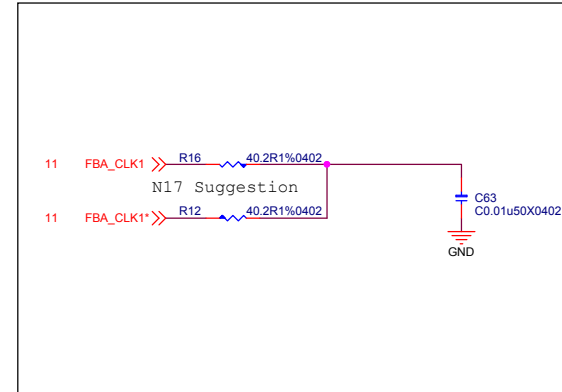 11 FBA_CLK1 R16 40.2R1%0402
N17 Suggestion
11 FBA_CLK1* R12 40.2R1%0402
C63
C0.01u50X0402
GND